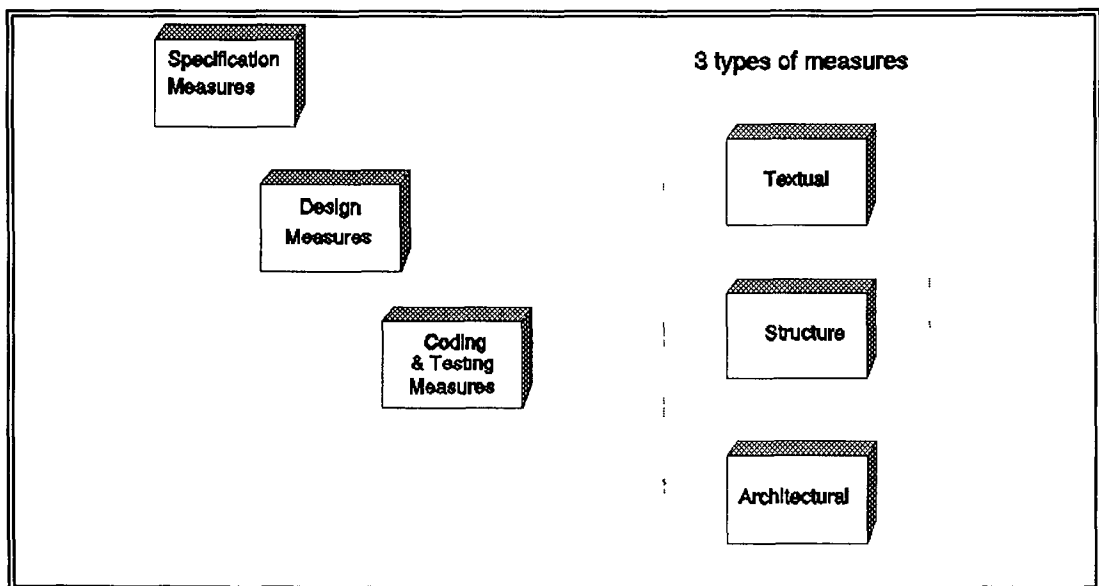 Specification
Measures
Design
Measures
Coding
& Testing
Measures
3 types of measures
Textual
Structure
Architectural